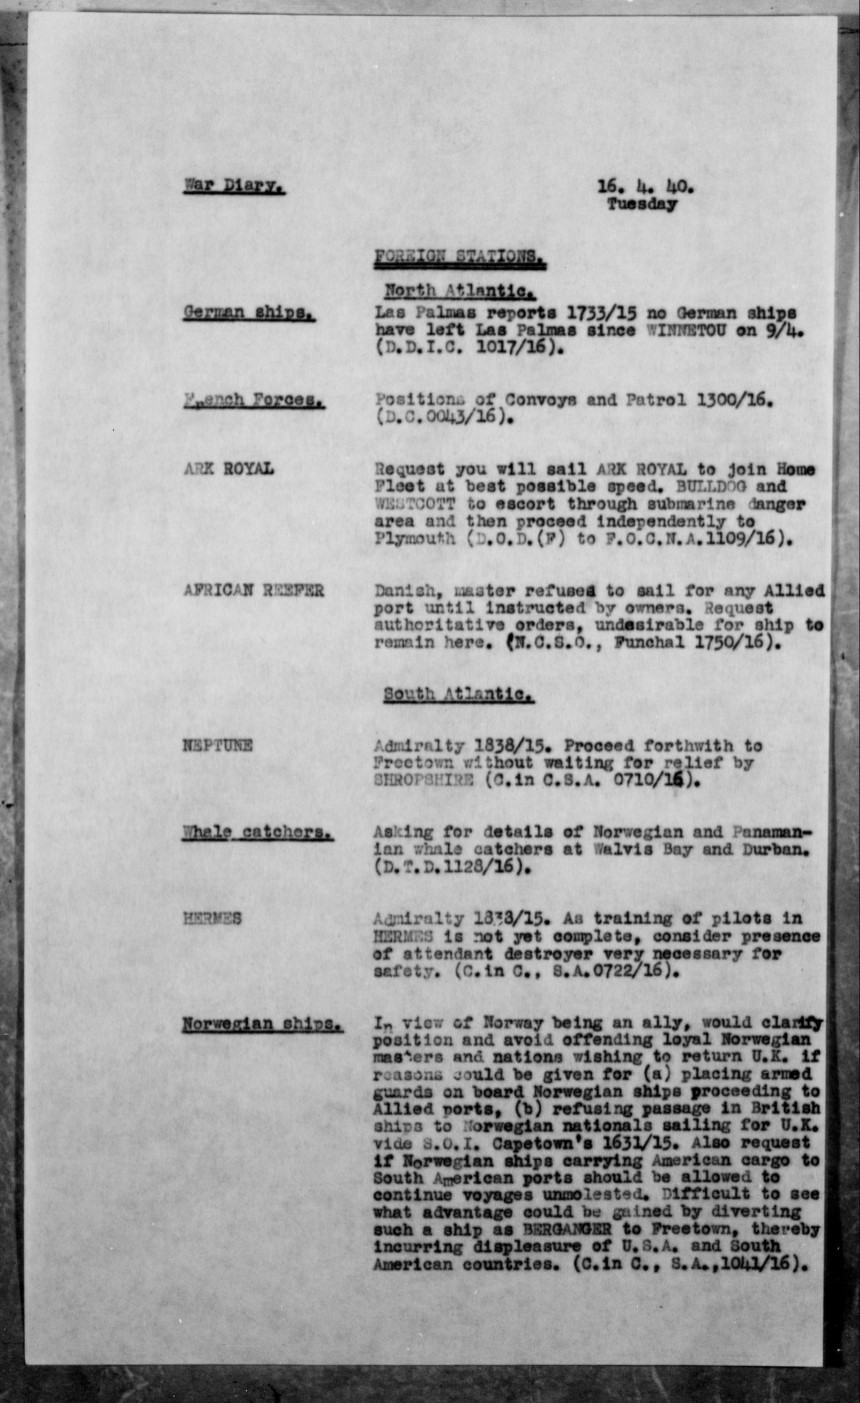 War Diary.
16. 4. 40.
Tuesday
FOREIGN STATIONS.
North Atlantic.
German ships.
Las Palmas reports 1733/15 no German ships
have left Las Palmas since WINNETOU on 9/4.
(D.D.I.C. 1017/16).
French Forces.
Positions of Convoys and Patrol 1300/16.
(D.C.0043/16).
ARK ROYAL
Request you will sail ARK ROYAL to join Home
Fleet at best possible speed. BULLDOG and
WESTCOTT to escort through submarine danger
area and then proceed independently to
Plymouth (D.O.D.(F) to F.O.C.N.A.1109/16).
AFRICAN REEFER
Danish, master refused to sail for any Allied
port until instructed by owners. Request
authoritative orders, undesirable for ship to
remain here. (N.C.S.O., Funchal 1750/16).
South Atlantic.
NEPTUNE
Admiralty 1838/15. Proceed forthwith to
Freetown without waiting for relief by
SHROPSHIRE (C.in C.S.A. 0710/16).
Whale catchers.
Asking for details of Norwegian and Panaman-
ian whale catchers at Walvis Bay and Durban.
(D.T.D.1128/16).
HERMES
Admiralty 1838/15. As training of pilots in
HERMES is not yet complete, consider presence
of attendant destroyer very necessary for
safety. (C.in C., S.A.0722/16).
Norwegian ships.
In view of Norway being an ally, would clarify
position and avoid offending loyal Norwegian
masters and nations wishing to return U.K. if
reasons could be given for (a) placing armed
guards on board Norwegian ships proceeding to
Allied ports, (b) refusing passage in British
ships to Norwegian nationals sailing for U.K.
vide S.O.I. Capetown's 1631/15. Also request
if Norwegian ships carrying American cargo to
South American ports should be allowed to
continue voyages unmolested. Difficult to see
what advantage could be gained by diverting
such a ship as BERGANGER to Freetown, thereby
incurring displeasure of U.S.A. and South
American countries. (C.in C., S.A.,1041/16).